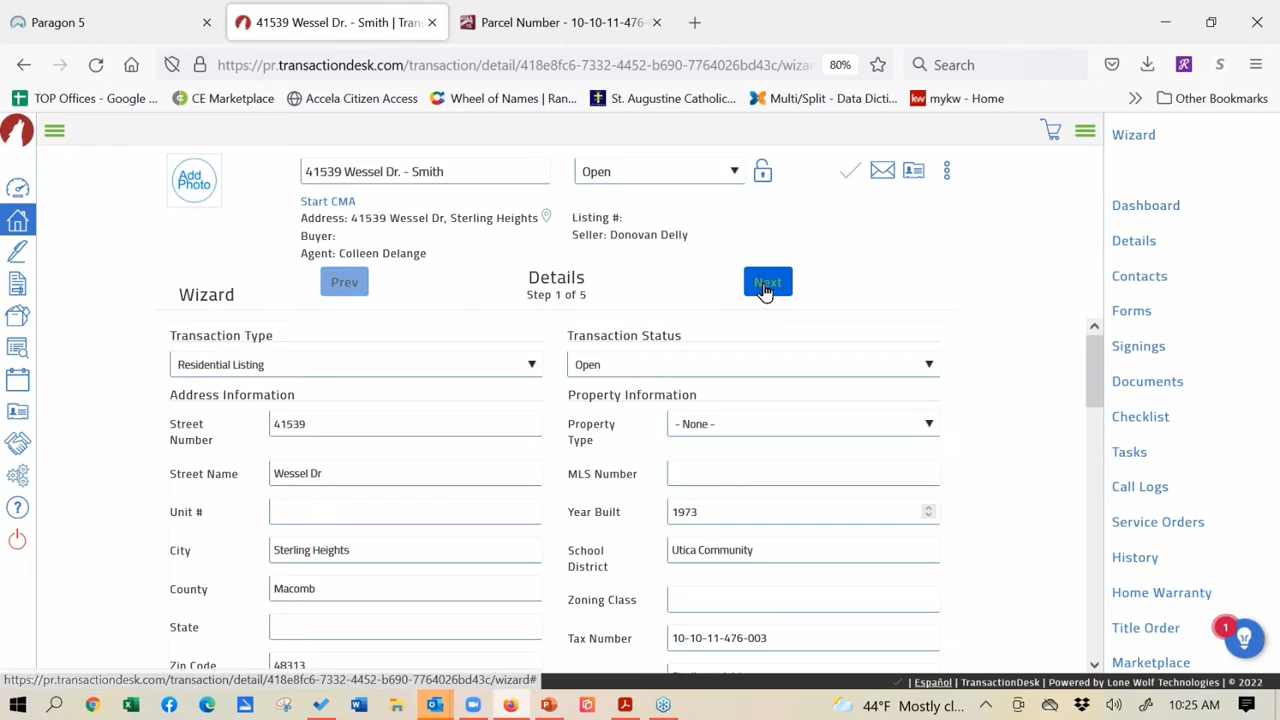 Paragon 5
41539 Wessel Dr. - Smith | Trans
Parcel Number - 10-10-11-476-
https://pr.transactiondesk.com/transaction/detail/418e8fc6-7332-4452-b690-7764026bd43c/wizar
80%
Search
TOP Offices - Google ...
CE Marketplace
Accela Citizen Access
Wheel of Names | Ran...
St. Augustine Catholic...
Multi/Split - Data Dicti...
mykw - Home
Other Bookmarks
Add Photo
41539 Wessel Dr. - Smith
Open
Start CMA
Address: 41539 Wessel Dr, Sterling Heights
Listing #:
Buyer:
Seller: Donovan Delly
Agent: Colleen Delange
Wizard
Prev
Details
Step 1 of 5
Next
Transaction Type
Transaction Status
Residential Listing
Open
Address Information
Property Information
Street Number
41539
Property Type
- None -
Street Name
Wessel Dr
MLS Number
Unit #
Year Built
1973
City
Sterling Heights
School District
Utica Community
County
Macomb
Zoning Class
State
Tax Number
10-10-11-476-003
Zip Code
48313
Wizard
Dashboard
Details
Contacts
Forms
Signings
Documents
Checklist
Tasks
Call Logs
Service Orders
History
Home Warranty
Title Order
1
Marketplace
https://pr.transactiondesk.com/transaction/detail/418e8fc6-7332-4452-b690-7764026bd43c/wizard#
| Español | TransactionDesk | Powered by Lone Wolf Technologies | © 2022
44°F Mostly cl...
10:25 AM